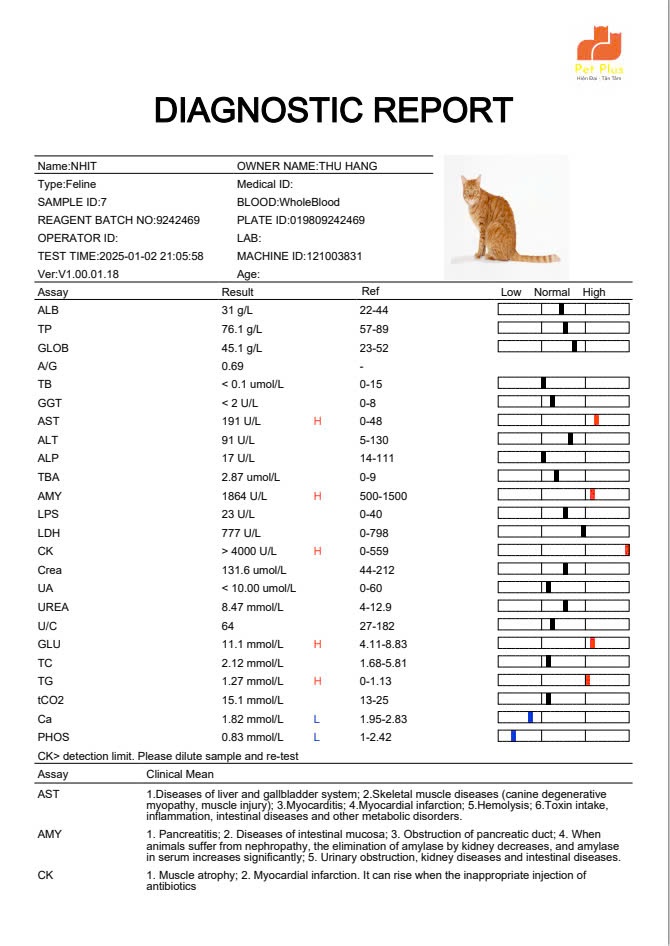 Pet Plus
Hiện Đại - Tận Tâm
DIAGNOSTIC REPORT
Name:NHIT OWNER NAME:THU HANG
Type:Feline Medical ID:
SAMPLE ID:7 BLOOD:WholeBlood
REAGENT BATCH NO:9242469 PLATE ID:019809242469
OPERATOR ID: LAB:
TEST TIME:2025-01-02 21:05:58 MACHINE ID:121003831
Ver:V1.00.01.18 Age:
Assay Result Ref Low Normal High
ALB 31 g/L 22-44
TP 76.1 g/L 57-89
GLOB 45.1 g/L 23-52
A/G 0.69 -
TB < 0.1 umol/L 0-15
GGT < 2 U/L 0-8
AST 191 U/L H 0-48
ALT 91 U/L 5-130
ALP 17 U/L 14-111
TBA 2.87 umol/L 0-9
AMY 1864 U/L H 500-1500
LPS 23 U/L 0-40
LDH 777 U/L 0-798
CK > 4000 U/L H 0-559
Crea 131.6 umol/L 44-212
UA < 10.00 umol/L 0-60
UREA 8.47 mmol/L 4-12.9
U/C 64 27-182
GLU 11.1 mmol/L H 4.11-8.83
TC 2.12 mmol/L 1.68-5.81
TG 1.27 mmol/L H 0-1.13
tCO2 15.1 mmol/L 13-25
Ca 1.82 mmol/L L 1.95-2.83
PHOS 0.83 mmol/L L 1-2.42
CK> detection limit. Please dilute sample and re-test
Assay Clinical Mean
AST 1.Diseases of liver and gallbladder system; 2.Skeletal muscle diseases (canine degenerative
myopathy, muscle injury); 3.Myocarditis; 4.Myocardial infarction; 5.Hemolysis; 6.Toxin intake,
inflammation, intestinal diseases and other metabolic disorders.
AMY 1. Pancreatitis; 2. Diseases of intestinal mucosa; 3. Obstruction of pancreatic duct; 4. When
animals suffer from nephropathy, the elimination of amylase by kidney decreases, and amylase
in serum increases significantly; 5. Urinary obstruction, kidney diseases and intestinal diseases.
CK 1. Muscle atrophy; 2. Myocardial infarction. It can rise when the inappropriate injection of
antibiotics